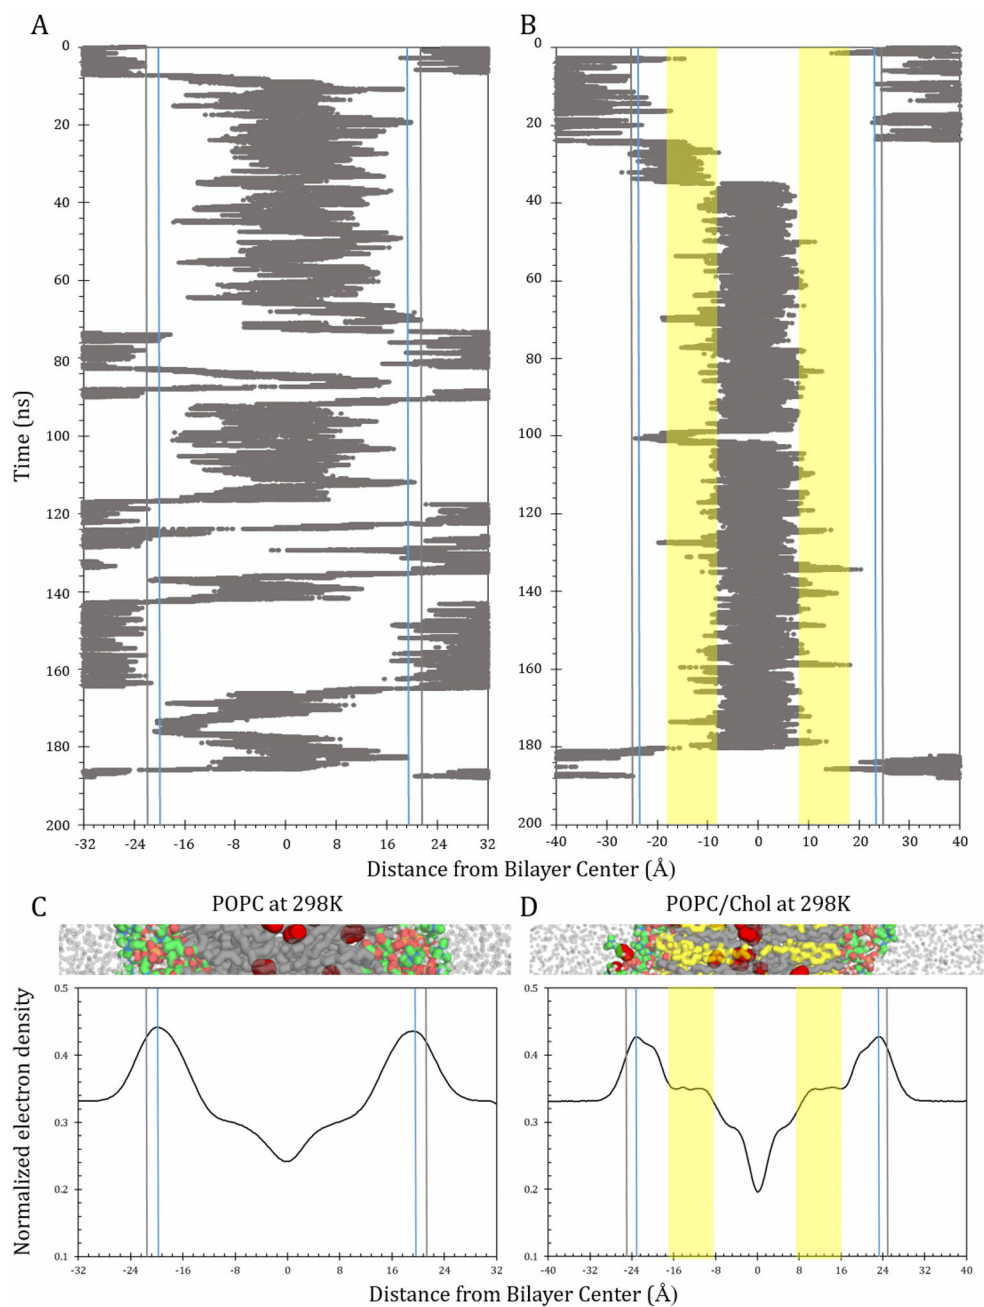 A B
0 0
20 20
40 40
60 60
80 80
Time (ns)
100 100
120 120
140 140
160 160
180 180
200 200
-32 -24 -16 -8 0 8 16 24 32 -40 -30 -20 -10 0 10 20 30 40
Distance from Bilayer Center (Å)
C POPC at 298K D POPC/Chol at 298K
Normalized electron density
0.5 0.5
0.4 0.4
0.3 0.3
0.2 0.2
0.1 0.1
-32 -24 -16 -8 0 8 16 24 32 -40 -32 -24 -16 -8 0 8 16 24 32 40
Distance from Bilayer Center (Å)